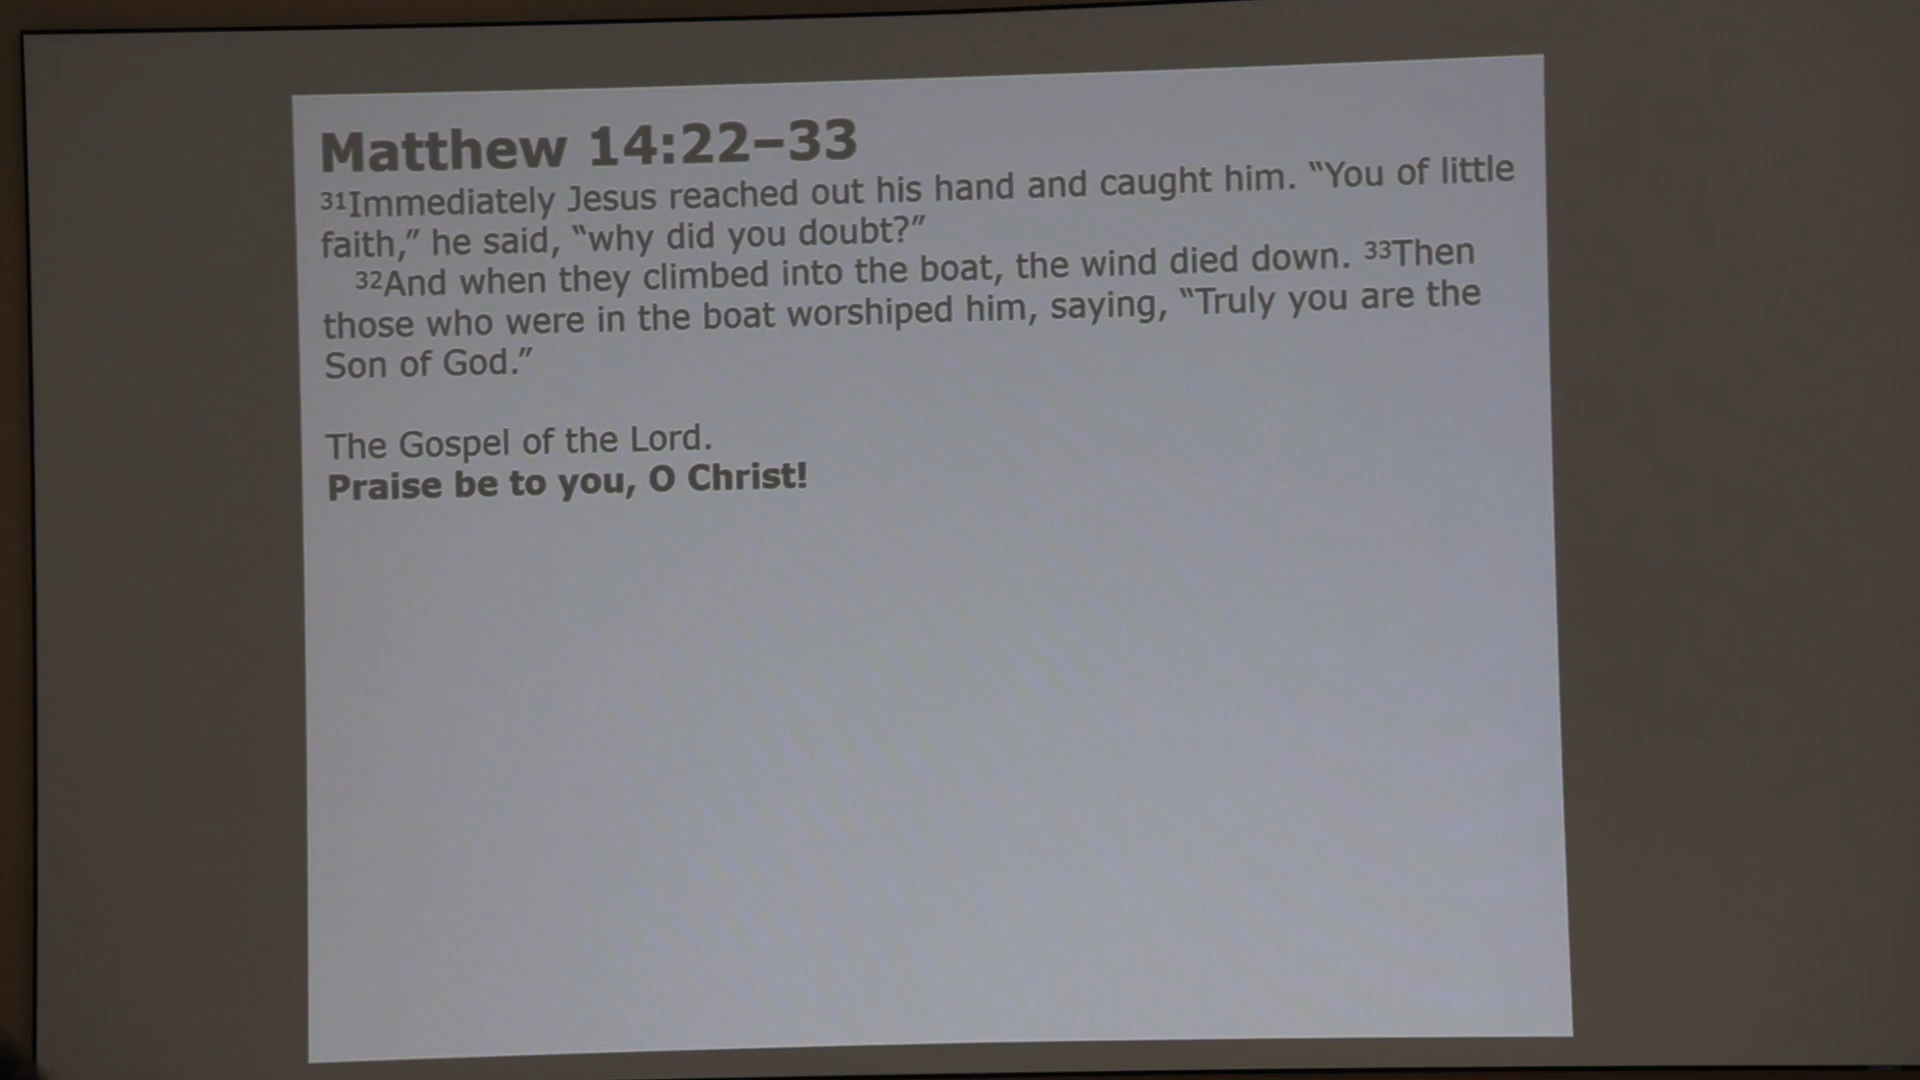 Matthew 14:22–33
31Immediately Jesus reached out his hand and caught him. “You of little
faith,” he said, “why did you doubt?”
32And when they climbed into the boat, the wind died down. 33Then
those who were in the boat worshiped him, saying, “Truly you are the
Son of God.”
The Gospel of the Lord.
Praise be to you, O Christ!